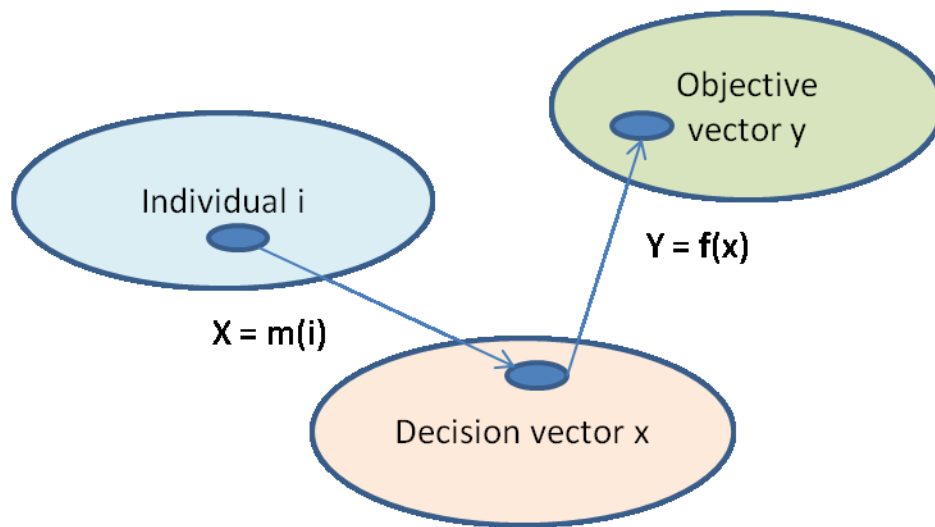 Objective
vector y
Individual i
Y = f(x)
X = m(i)
Decision vector x